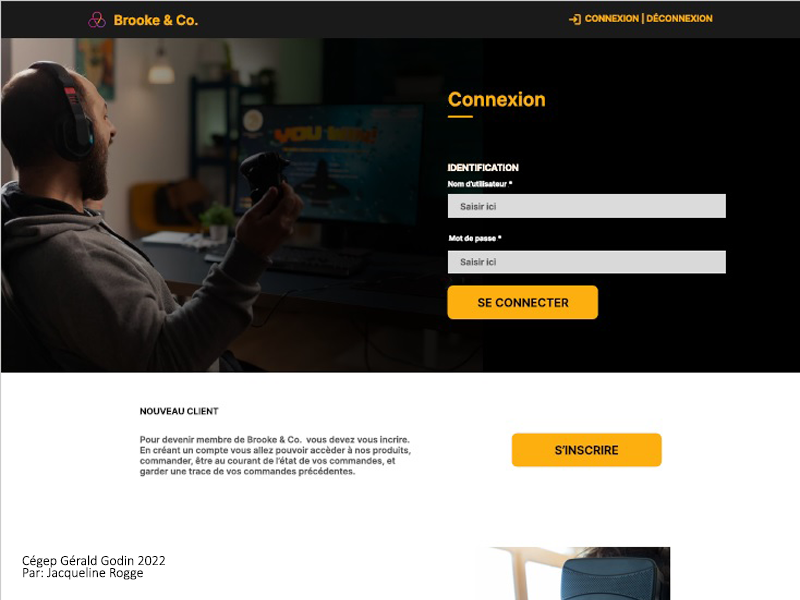 Brooke & Co.
CONNEXION | DÉCONNEXION
YOU
Connexion
IDENTIFICATION
Nom d'utilisateur *
Saisir ici
Mot de passe *
Saisir ici
SE CONNECTER
NOUVEAU CLIENT
Pour devenir membre de Brooke & Co. vous devez vous incrire.
En créant un compte vous allez pouvoir accèder à nos produits,
commander, être au courant de l'état de vos commandes, et
garder une trace de vos commandes précédentes.
S'INSCRIRE
Cégep Gérald Godin 2022
Par: Jacqueline Rogge